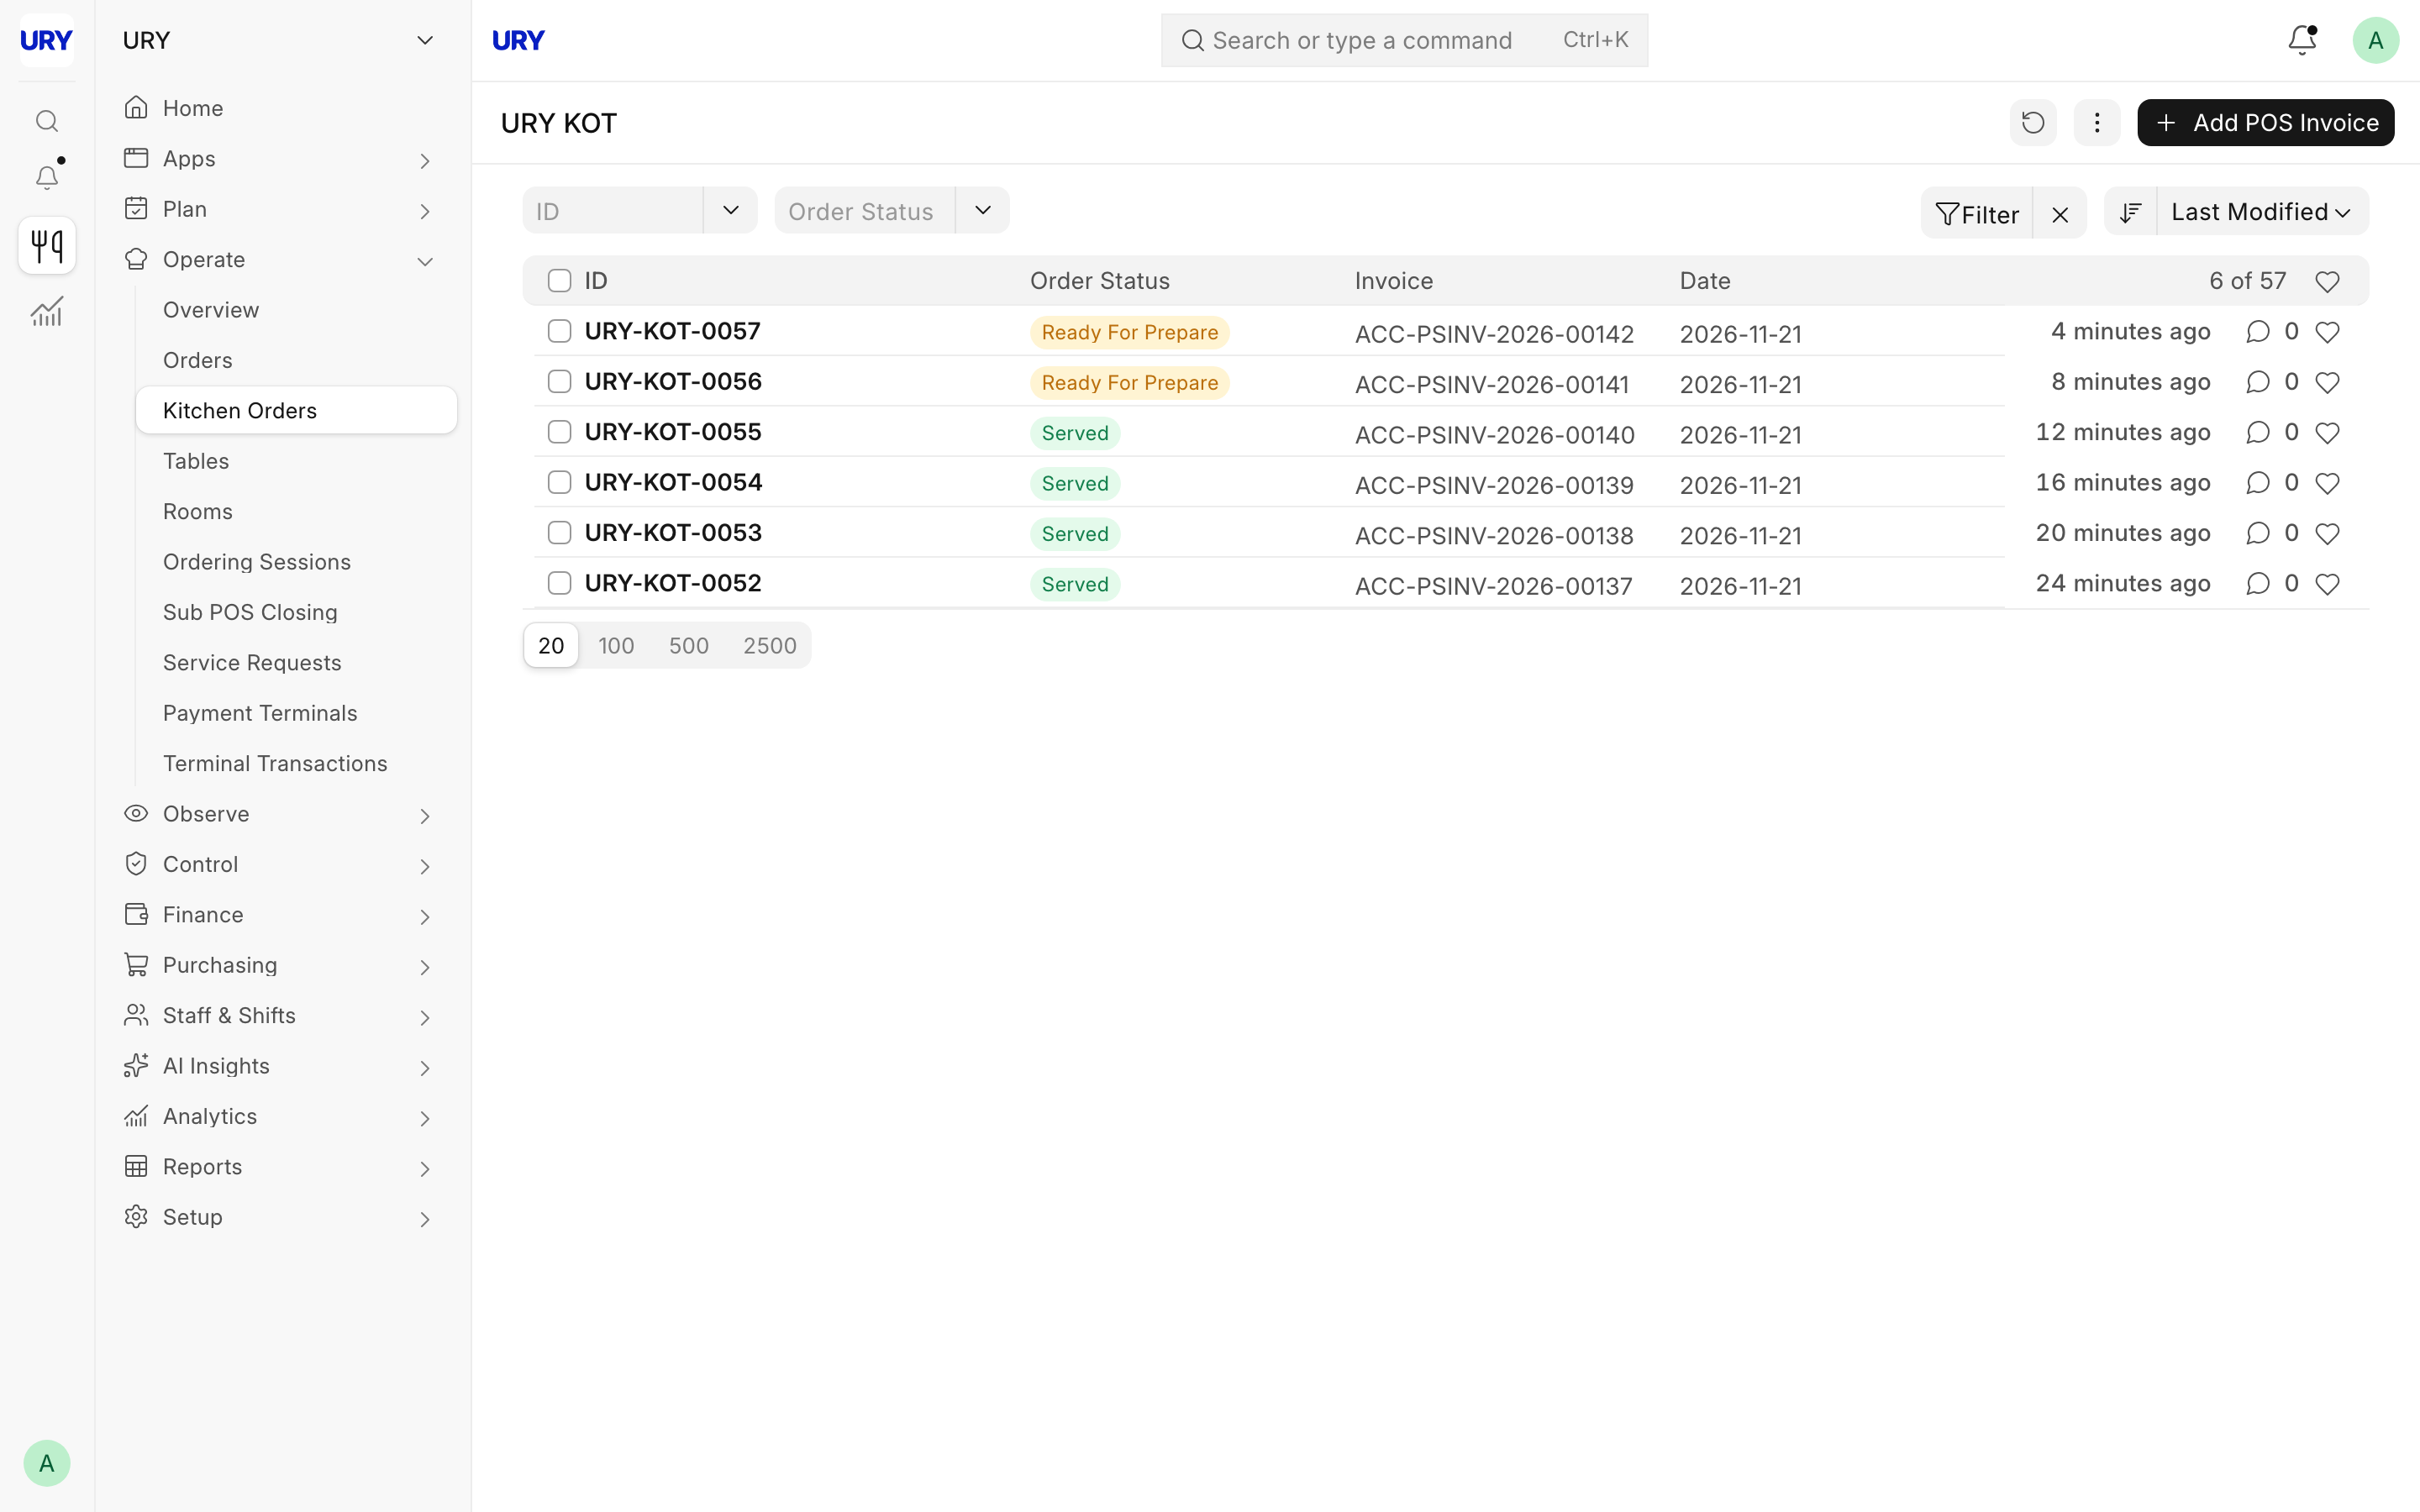 URY
URY
URY
Search or type a command
Ctrl+K
A
Home
Apps
Plan
Operate
Overview
Orders
Kitchen Orders
Tables
Rooms
Ordering Sessions
Sub POS Closing
Service Requests
Payment Terminals
Terminal Transactions
Observe
Control
Finance
Purchasing
Staff & Shifts
AI Insights
Analytics
Reports
Setup
A
URY KOT
Add POS Invoice
ID
Order Status
Filter
Last Modified
ID Order Status Invoice Date 6 of 57
URY-KOT-0057 Ready For Prepare ACC-PSINV-2026-00142 2026-11-21 4 minutes ago 0
URY-KOT-0056 Ready For Prepare ACC-PSINV-2026-00141 2026-11-21 8 minutes ago 0
URY-KOT-0055 Served ACC-PSINV-2026-00140 2026-11-21 12 minutes ago 0
URY-KOT-0054 Served ACC-PSINV-2026-00139 2026-11-21 16 minutes ago 0
URY-KOT-0053 Served ACC-PSINV-2026-00138 2026-11-21 20 minutes ago 0
URY-KOT-0052 Served ACC-PSINV-2026-00137 2026-11-21 24 minutes ago 0
20 100 500 2500